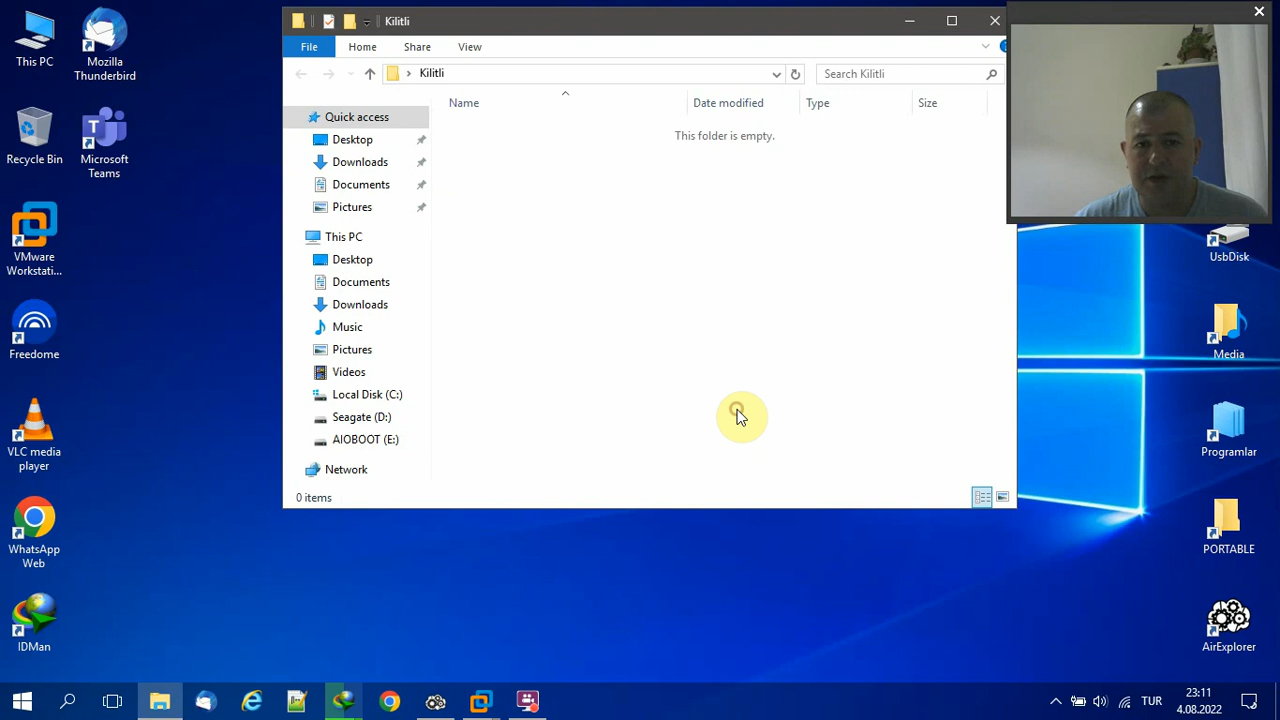 Kilitli
File
Home
Share
View
Kilitli
Search Kilitli
Name
Date modified
Type
Size
This folder is empty.
Quick access
Desktop
Downloads
Documents
Pictures
This PC
Desktop
Documents
Downloads
Music
Pictures
Videos
Local Disk (C:)
Seagate (D:)
AIOBOOT (E:)
Network
0 items
This PC
Mozilla
Thunderbird
Recycle Bin
Microsoft
Teams
VMware
Workstati...
Freedome
VLC media
player
WhatsApp
Web
IDMan
UsbDisk
Media
Programlar
PORTABLE
AirExplorer
TUR
23:11
4.08.2022